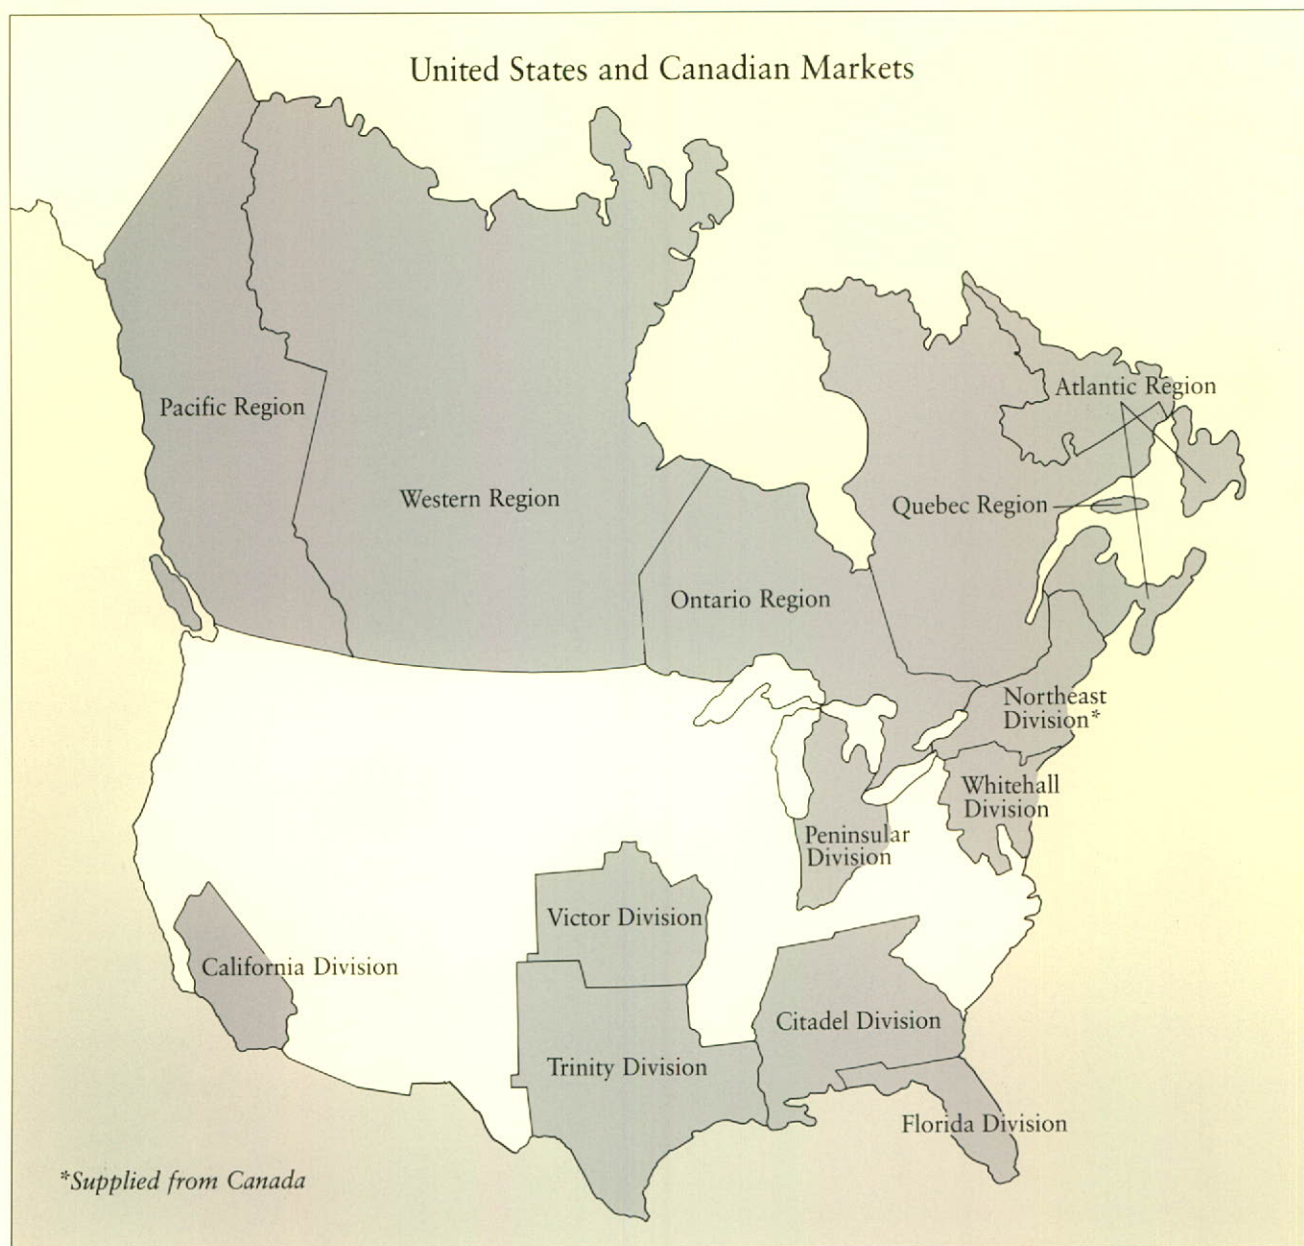 United States and Canadian Markets
Atlantic Region
Pacific Region
Western Region
Quebec Region
Ontario Region
Northeast
Division*
Whitehall
Division
Peninsular
Division
Victor Division
California Division
Citadel Division
Trinity Division
Florida Division
*Supplied from Canada